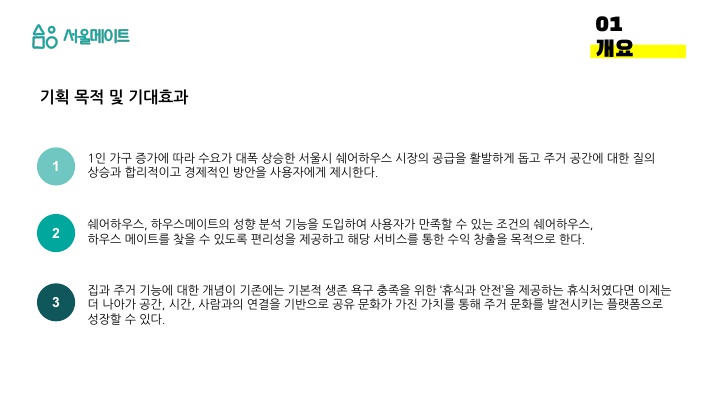 서울메이트
01
개요
기획 목적 및 기대효과
1
1인 가구 증가에 따라 수요가 대폭 상승한 서울시 쉐어하우스 시장의 공급을 활발하게 돕고 주거 공간에 대한 질의
상승과 합리적이고 경제적인 방안을 사용자에게 제시한다.
2
쉐어하우스, 하우스메이트의 성향 분석 기능을 도입하여 사용자가 만족할 수 있는 조건의 쉐어하우스,
하우스 메이트를 찾을 수 있도록 편리성을 제공하고 해당 서비스를 통한 수익 창출을 목적으로 한다.
3
집과 주거 기능에 대한 개념이 기존에는 기본적 생존 욕구 충족을 위한 ‘휴식과 안전’을 제공하는 휴식처였다면 이제는
더 나아가 공간, 시간, 사람과의 연결을 기반으로 공유 문화가 가진 가치를 통해 주거 문화를 발전시키는 플랫폼으로
성장할 수 있다.